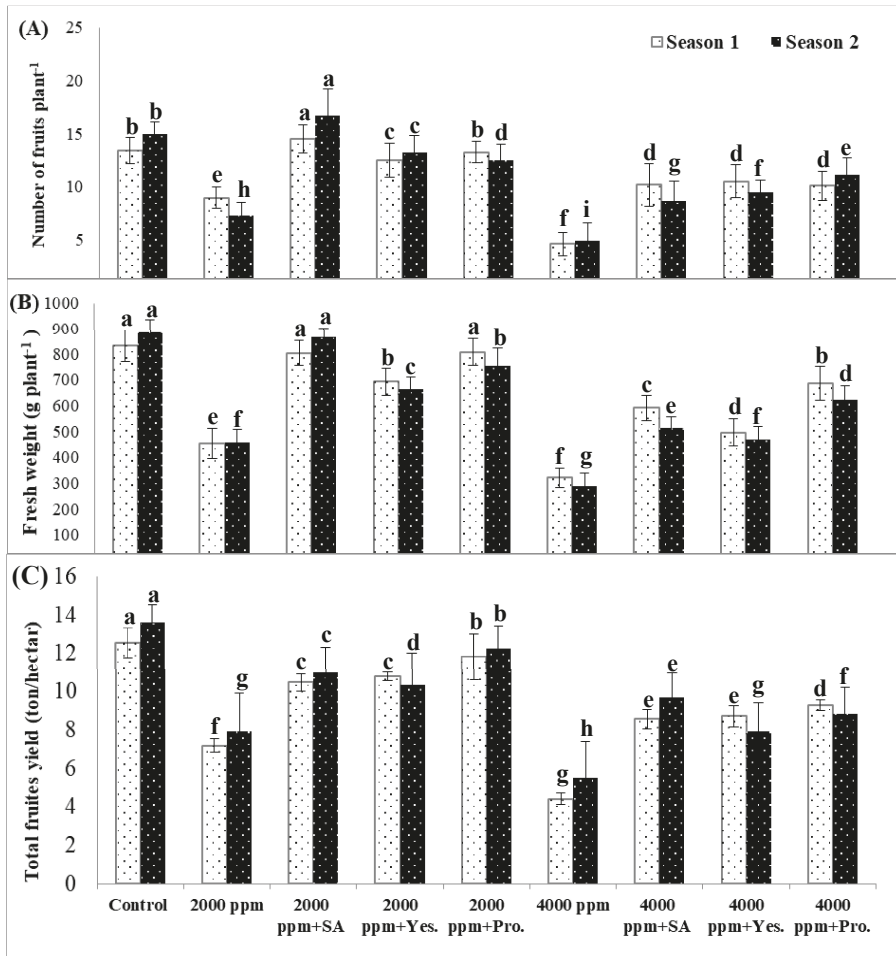 (A)
Season 1
Season 2
25
20
15
10
5
Number of fruits plant-1
b b
e h
a a
c c
b d
f i
d g
d f
d e
(B)
1000
900
800
700
600
500
400
300
200
100
Fresh weight (g plant-1 )
a a
e f
a a
b c
a b
f g
c e
d f
b d
(C)
16
14
12
10
8
6
4
2
0
Total fruites yield (ton/hectar)
a a
f g
c c
c d
b b
g h
e e
e g
d f
Control
2000 ppm
2000
ppm+SA
2000
ppm+Yes.
2000
ppm+Pro.
4000 ppm
4000
ppm+SA
4000
ppm+Yes.
4000
ppm+Pro.